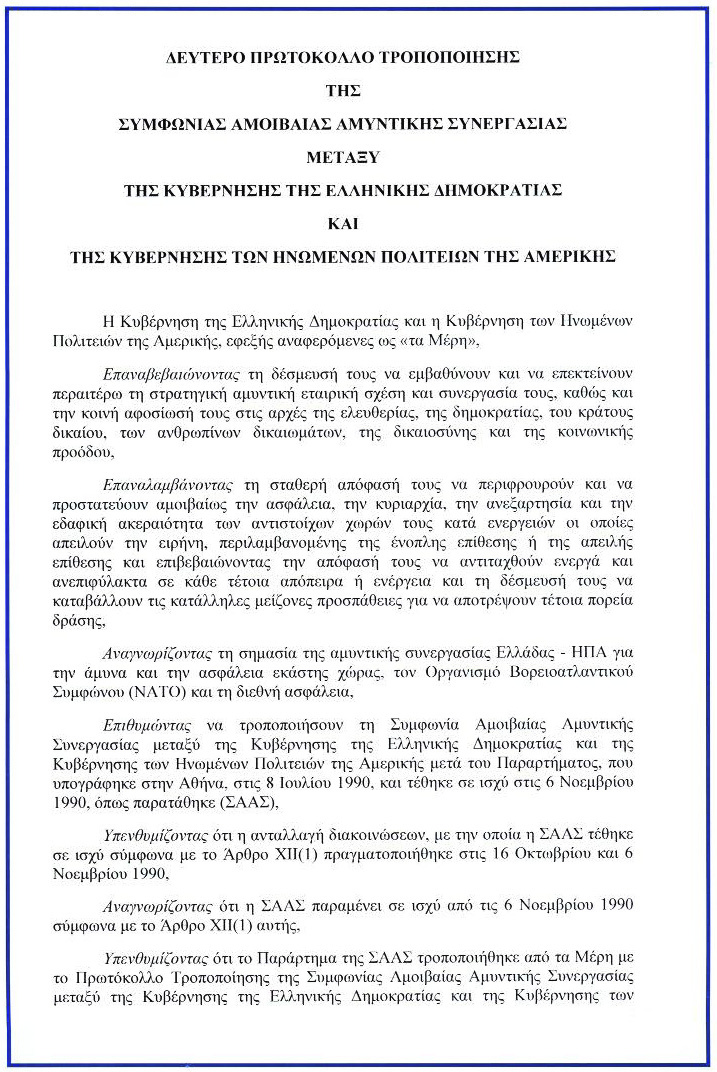 ΔΕΥΤΕΡΟ ΠΡΩΤΟΚΟΛΛΟ ΤΡΟΠΟΠΟΙΗΣΗΣ
ΤΗΣ
ΣΥΜΦΩΝΙΑΣ ΑΜΟΙΒΑΙΑΣ ΑΜΥΝΤΙΚΗΣ ΣΥΝΕΡΓΑΣΙΑΣ
ΜΕΤΑΞΥ
ΤΗΣ ΚΥΒΕΡΝΗΣΗΣ ΤΗΣ ΕΛΛΗΝΙΚΗΣ ΔΗΜΟΚΡΑΤΙΑΣ
ΚΑΙ
ΤΗΣ ΚΥΒΕΡΝΗΣΗΣ ΤΩΝ ΗΝΩΜΕΝΩΝ ΠΟΛΙΤΕΙΩΝ ΤΗΣ ΑΜΕΡΙΚΗΣ
Η Κυβέρνηση της Ελληνικής Δημοκρατίας και η Κυβέρνηση των Ηνωμένων
Πολιτειών της Αμερικής, εφεξής αναφερόμενες ως «τα Μέρη»,
Επαναβεβαιώνοντας τη δέσμευσή τους να εμβαθύνουν και να επεκτείνουν
περαιτέρω τη στρατηγική αμυντική εταιρική σχέση και συνεργασία τους, καθώς και
την κοινή αφοσίωσή τους στις αρχές της ελευθερίας, της δημοκρατίας, του κράτους
δικαίου, των ανθρωπίνων δικαιωμάτων, της δικαιοσύνης και της κοινωνικής
προόδου,
Επαναλαμβάνοντας τη σταθερή απόφασή τους να περιφρουρούν και να
προστατεύουν αμοιβαίως την ασφάλεια, την κυριαρχία, την ανεξαρτησία και την
εδαφική ακεραιότητα των αντιστοίχων χωρών τους κατά ενεργειών οι οποίες
απειλούν την ειρήνη, περιλαμβανομένης της ένοπλης επίθεσης ή της απειλής
επίθεσης και επιβεβαιώνοντας την απόφασή τους να αντιταχθούν ενεργά και
ανεπιφύλακτα σε κάθε τέτοια απόπειρα ή ενέργεια και τη δέσμευσή τους να
καταβάλλουν τις κατάλληλες μείζονες προσπάθειες για να αποτρέψουν τέτοια πορεία
δράσης,
Αναγνωρίζοντας τη σημασία της αμυντικής συνεργασίας Ελλάδας - ΗΠΑ για
την άμυνα και την ασφάλεια εκάστης χώρας, τον Οργανισμό Βορειοατλαντικού
Συμφώνου (ΝΑΤΟ) και τη διεθνή ασφάλεια,
Επιθυμώντας να τροποποιήσουν τη Συμφωνία Αμοιβαίας Αμυντικής
Συνεργασίας μεταξύ της Κυβέρνησης της Ελληνικής Δημοκρατίας και της
Κυβέρνησης των Ηνωμένων Πολιτειών της Αμερικής μετά του Παραρτήματος, που
υπογράφηκε στην Αθήνα, στις 8 Ιουλίου 1990, και τέθηκε σε ισχύ στις 6 Νοεμβρίου
1990, όπως παρατάθηκε (ΣΑΑΣ),
Υπενθυμίζοντας ότι η ανταλλαγή διακοινώσεων, με την οποία η ΣΑΑΣ τέθηκε
σε ισχύ σύμφωνα με το Άρθρο XII(1) πραγματοποιήθηκε στις 16 Οκτωβρίου και 6
Νοεμβρίου 1990,
Αναγνωρίζοντας ότι η ΣΑΑΣ παραμένει σε ισχύ από τις 6 Νοεμβρίου 1990
σύμφωνα με το Άρθρο XII(1) αυτής,
Υπενθυμίζοντας ότι το Παράρτημα της ΣΑΑΣ τροποποιήθηκε από τα Μέρη με
το Πρωτόκολλο Τροποποίησης της Συμφωνίας Αμοιβαίας Αμυντικής Συνεργασίας
μεταξύ της Κυβέρνησης της Ελληνικής Δημοκρατίας και της Κυβέρνησης των